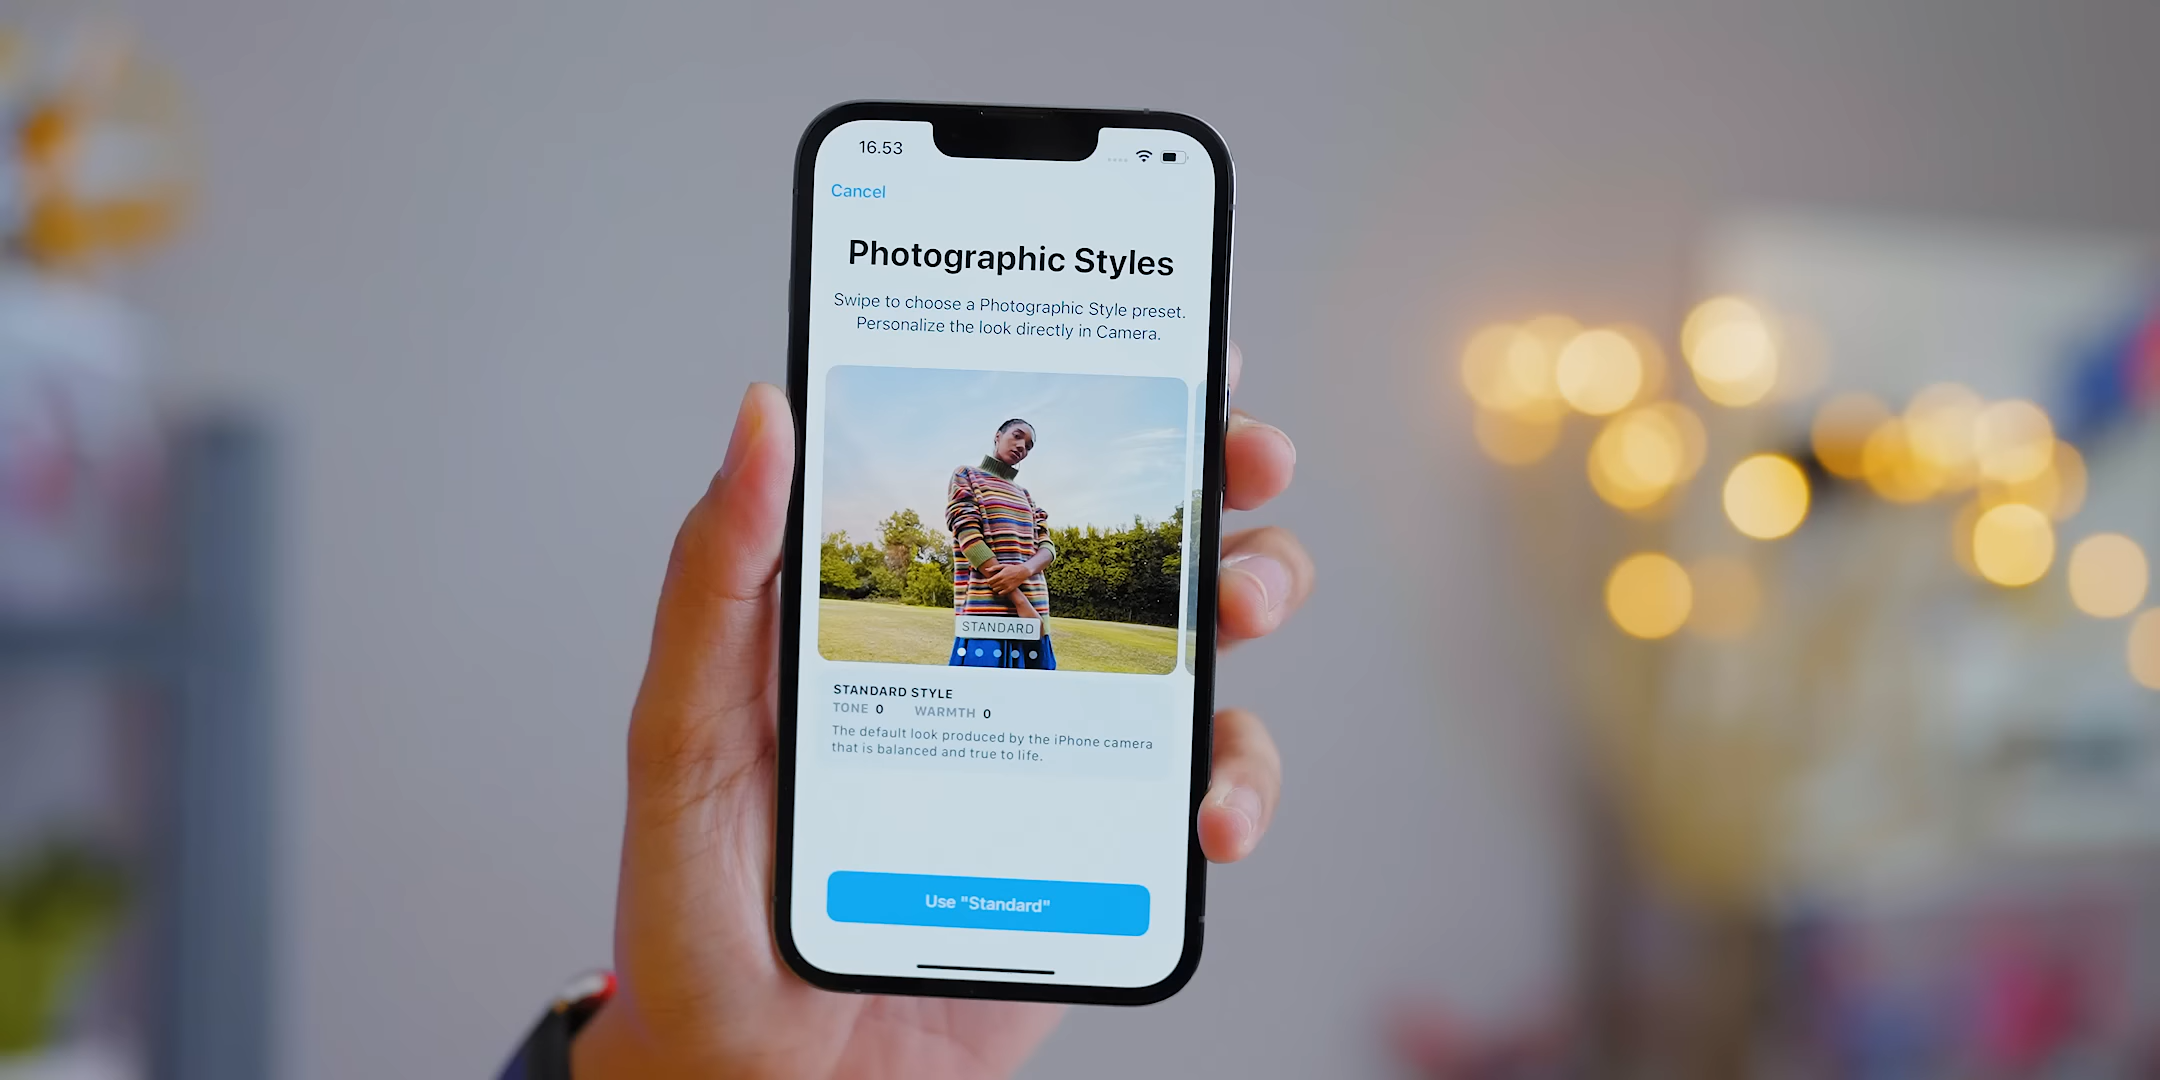 16.53
Cancel
Photographic Styles
Swipe to choose a Photographic Style preset.
Personalize the look directly in Camera.
STANDARD
STANDARD STYLE
TONE 0 WARMTH 0
The default look produced by the iPhone camera
that is balanced and true to life.
Use "Standard"